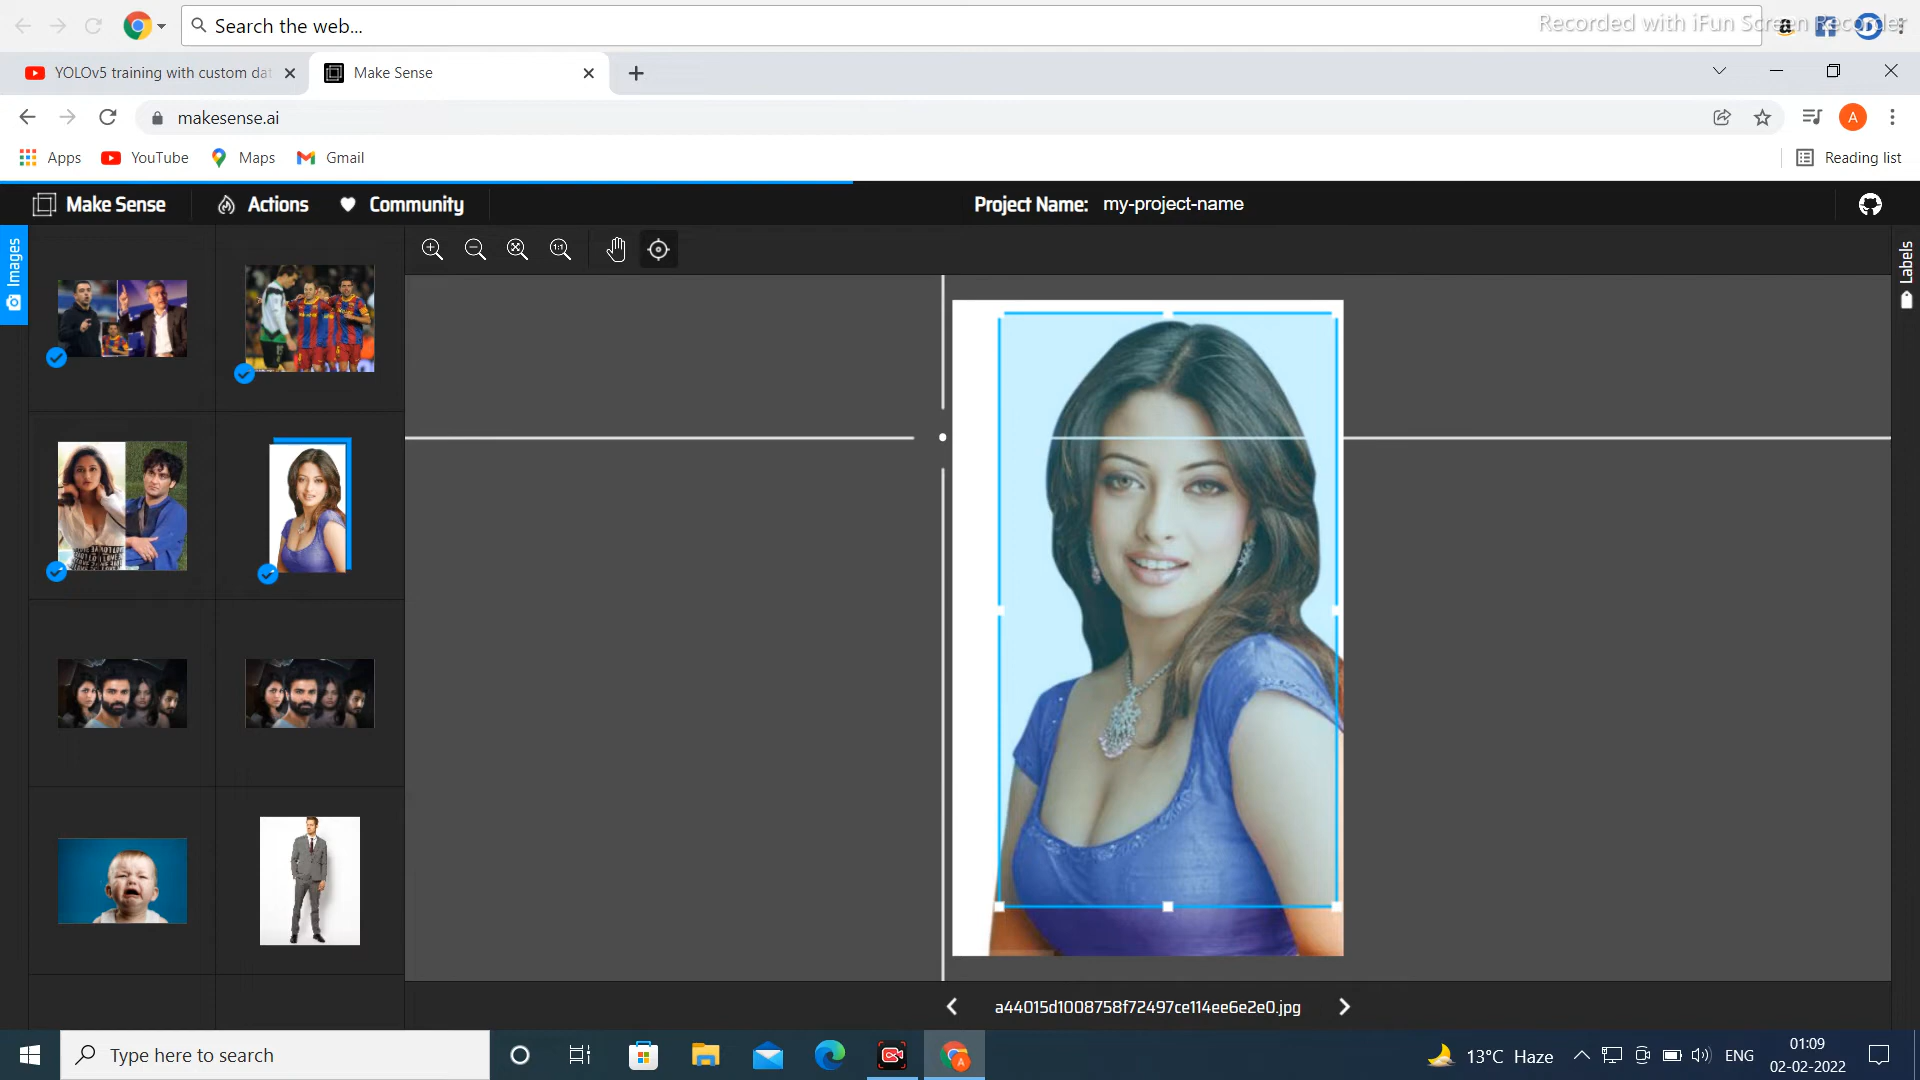 Search the web...
Recorded with iFun Screen Recorder
YOLOv5 training with custom dat
Make Sense
makesense.ai
A
Apps
YouTube
Maps
Gmail
Reading list
Make Sense
Actions
Community
Project Name: my-project-name
Images
1:1
Labels
a44015d1008758f72497ce114ee6e2e0.jpg
Type here to search
13°C Haze
ENG
01:09
02-02-2022